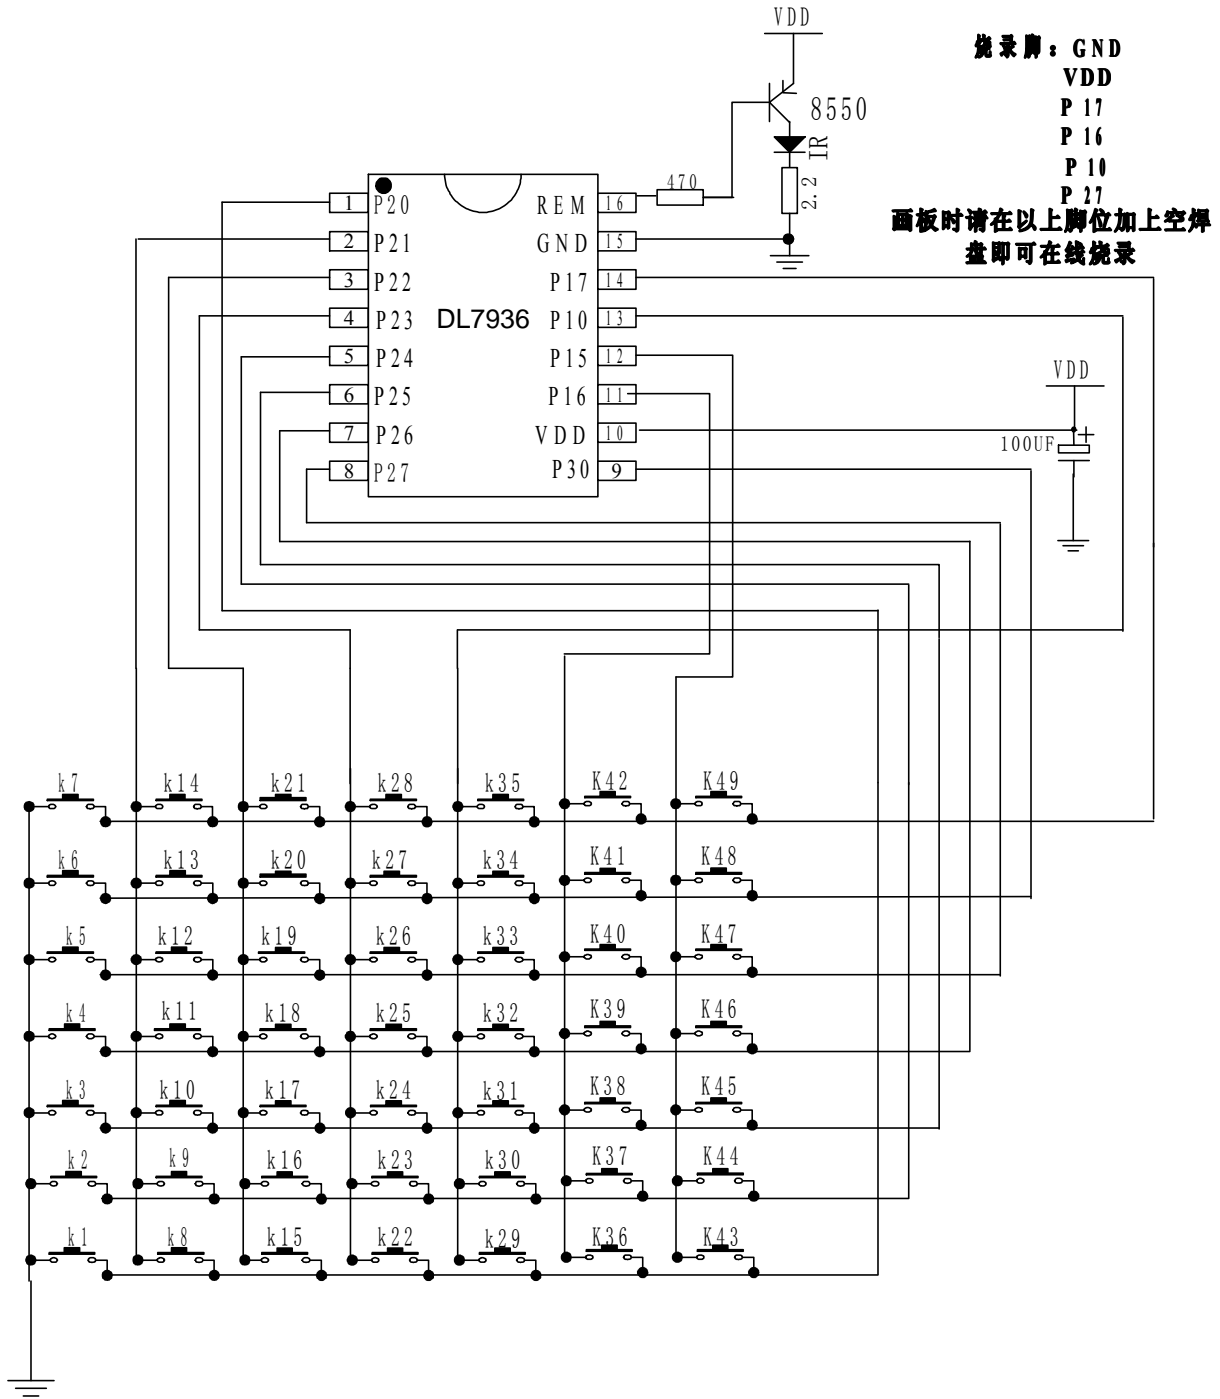 VDD
烧录脚：GND
VDD
P 17
P 16
P 10
P 27
画板时请在以上脚位加上空焊
盘即可在线烧录
8550
IR
2.2
470
1 P20 REM 16
2 P21 GND 15
3 P22 P17 14
4 P23 DL7936 P10 13
5 P24 P15 12
6 P25 P16 11
7 P26 VDD 10
8 P27 P30 9
VDD
100UF +
k7 k14 k21 k28 k35 K42 K49
k6 k13 k20 k27 k34 K41 K48
k5 k12 k19 k26 k33 K40 K47
k4 k11 k18 k25 k32 K39 K46
k3 k10 k17 k24 k31 K38 K45
k2 k9 k16 k23 k30 K37 K44
k1 k8 k15 k22 k29 K36 K43